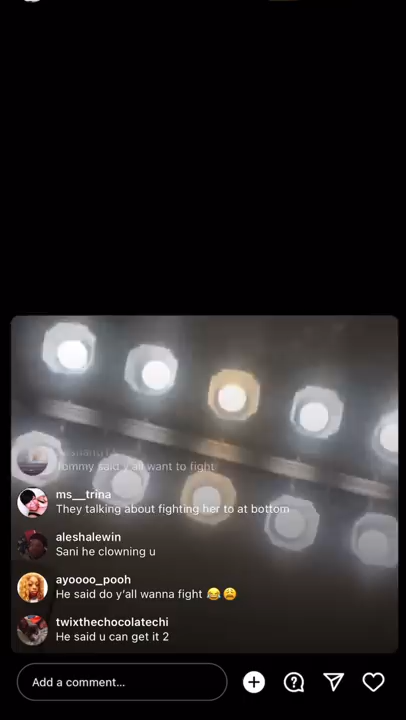 Tommy said y'all want to fight
ms__trina
They talking about fighting her to at bottom
aleshalewin
Sani he clowning u
ayoooo_pooh
He said do y'all wanna fight 😂😩
twixthechocolatechi
He said u can get it 2
Add a comment...